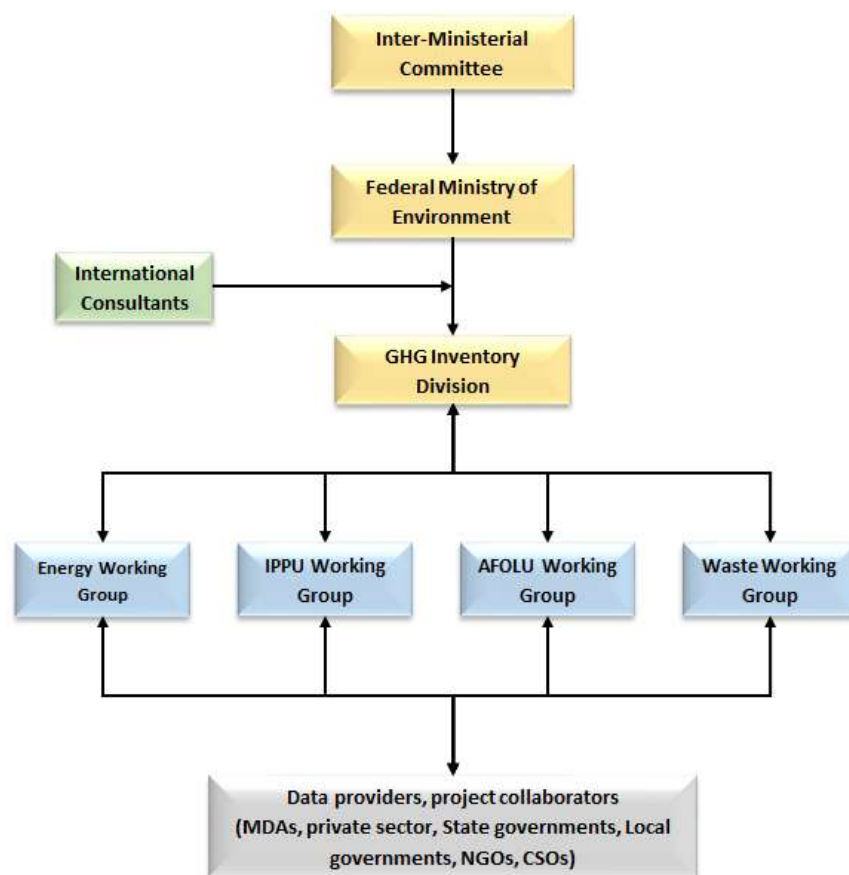 Inter-Ministerial
Committee
Federal Ministry of
Environment
International
Consultants
GHG Inventory
Division
Energy Working
Group
IPPU Working
Group
AFOLU Working
Group
Waste Working
Group
Data providers, project collaborators
(MDAs, private sector, State governments, Local
governments, NGOs, CSOs)